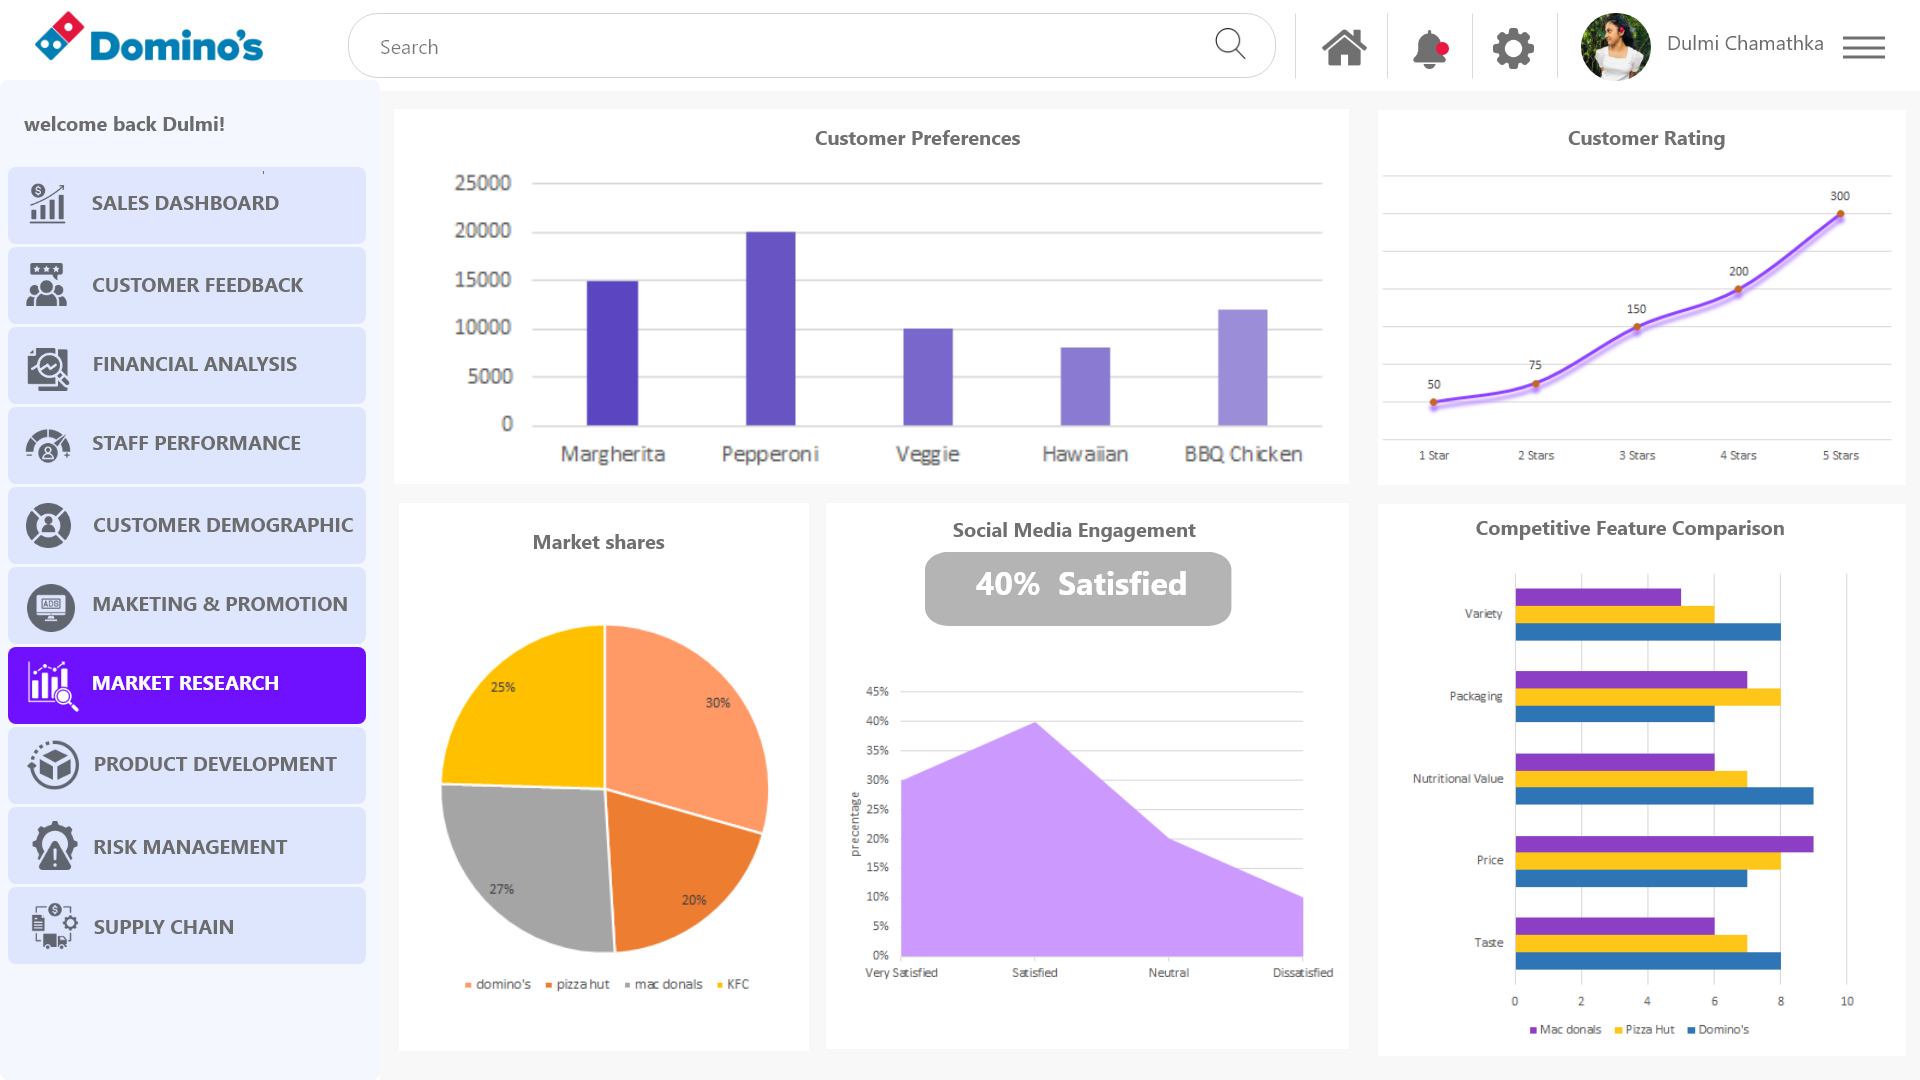 Domino's
Search
Dulmi Chamathka
welcome back Dulmi!
SALES DASHBOARD
CUSTOMER FEEDBACK
FINANCIAL ANALYSIS
STAFF PERFORMANCE
CUSTOMER DEMOGRAPHIC
ADS
MAKETING & PROMOTION
MARKET RESEARCH
PRODUCT DEVELOPMENT
RISK MANAGEMENT
SUPPLY CHAIN
Customer Preferences
25000
20000
15000
10000
5000
0
Margherita Pepperoni Veggie Hawaiian BBQ Chicken
Customer Rating
300
200
150
75
50
1 Star 2 Stars 3 Stars 4 Stars 5 Stars
Market shares
25%
30%
27%
20%
domino's pizza hut mac donals KFC
Social Media Engagement
40% Satisfied
precentage
45%
40%
35%
30%
25%
20%
15%
10%
5%
0%
Very Satisfied Satisfied Neutral Dissatisfied
Competitive Feature Comparison
Variety
Packaging
Nutritional Value
Price
Taste
0 2 4 6 8 10
Mac donals Pizza Hut Domino's